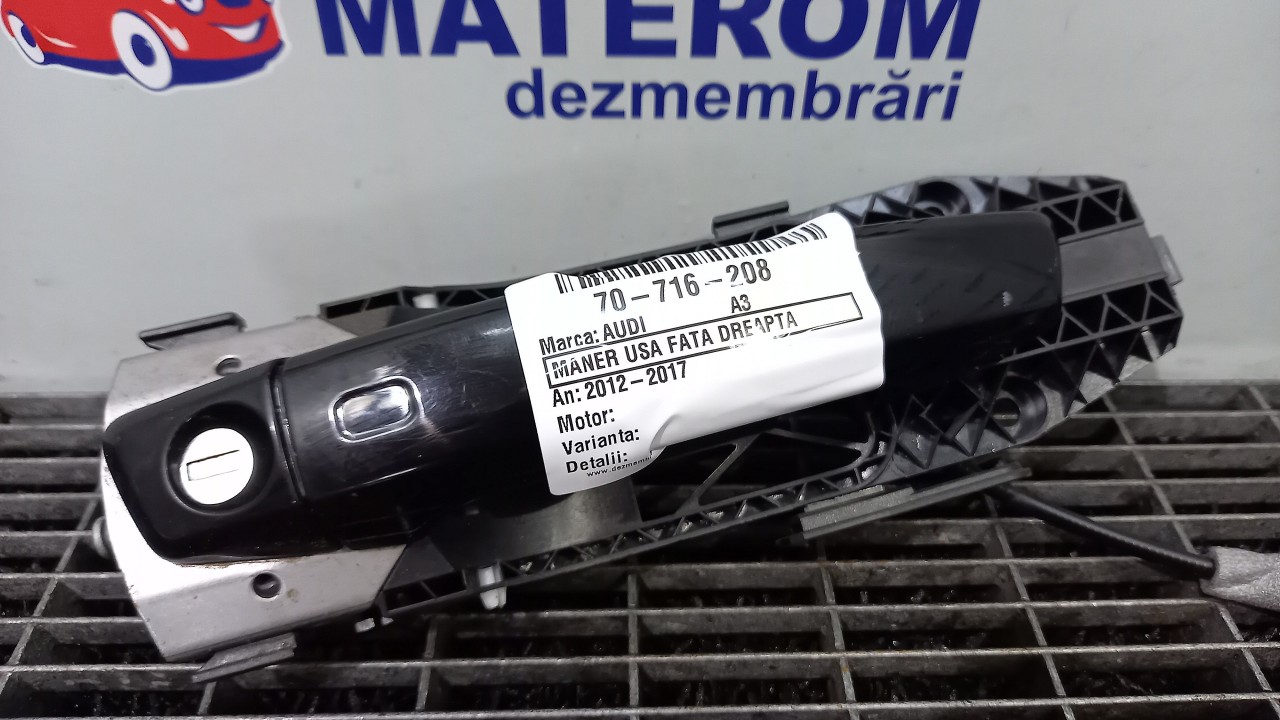 MATEROM
dezmembrări
70-716-208
Marca: AUDI A3
MANER USA FATA DREAPTA
An: 2012-2017
Motor:
Varianta:
Detalii: